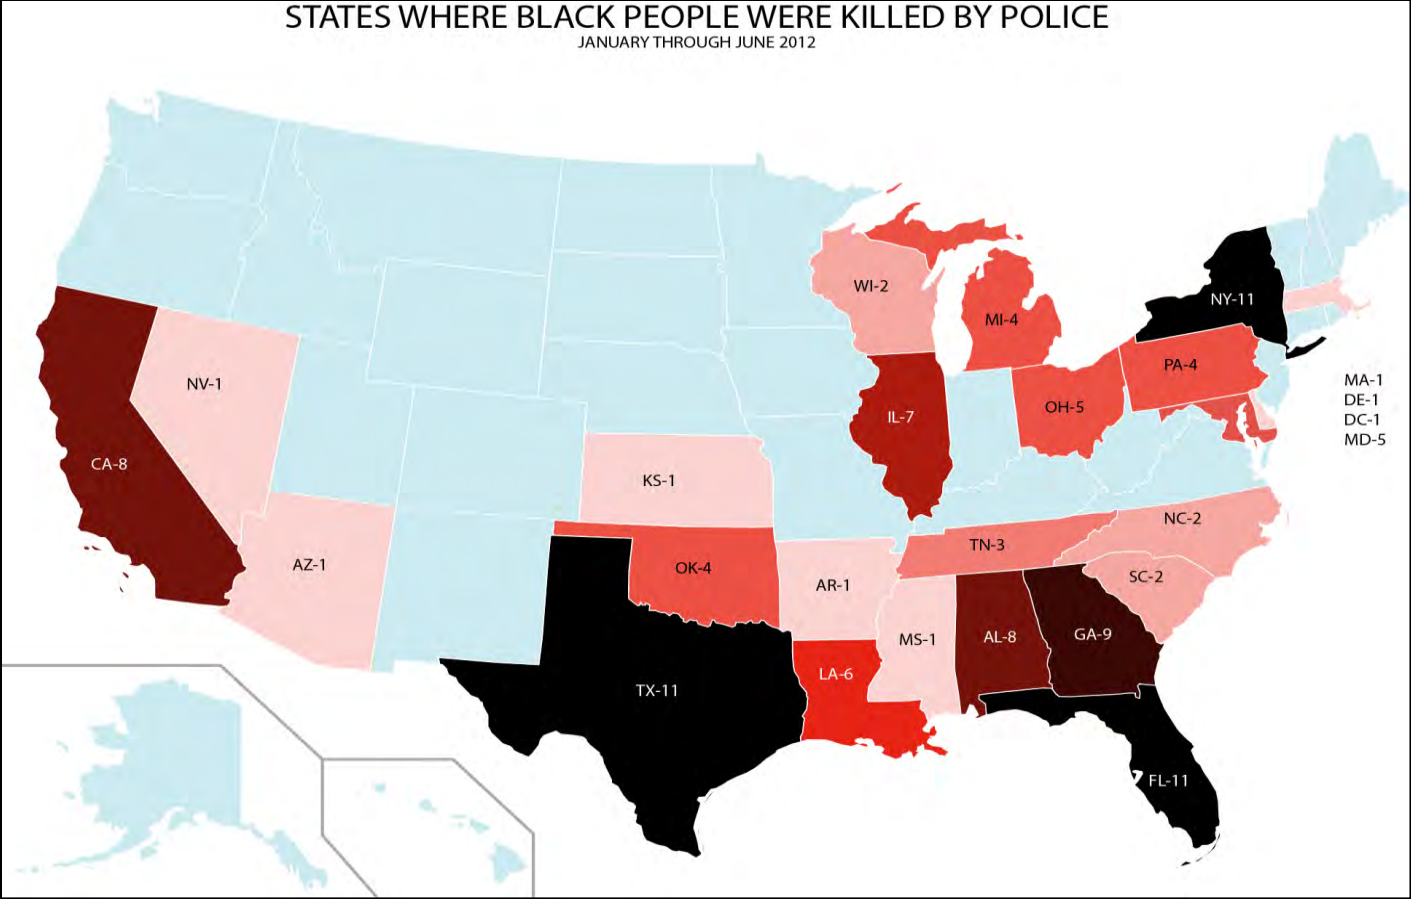 STATES WHERE BLACK PEOPLE WERE KILLED BY POLICE
JANUARY THROUGH JUNE 2012
WI-2
NY-11
MI-4
PA-4
NV-1
MA-1
DE-1
DC-1
MD-5
OH-5
IL-7
CA-8
KS-1
NC-2
TN-3
AZ-1
OK-4
SC-2
AR-1
MS-1
AL-8
GA-9
LA-6
TX-11
FL-11